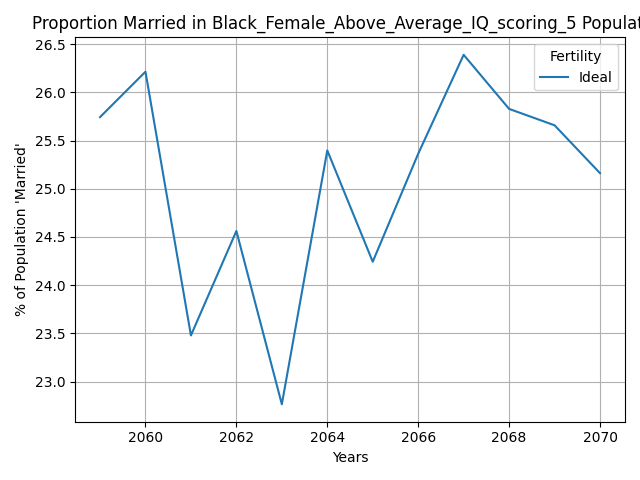 Proportion Married in Black_Female_Above_Average_IQ_scoring_5 Populat
26.5
26.0
25.5
25.0
24.5
24.0
23.5
23.0
% of Population 'Married'
Fertility
Ideal
2060 2062 2064 2066 2068 2070
Years